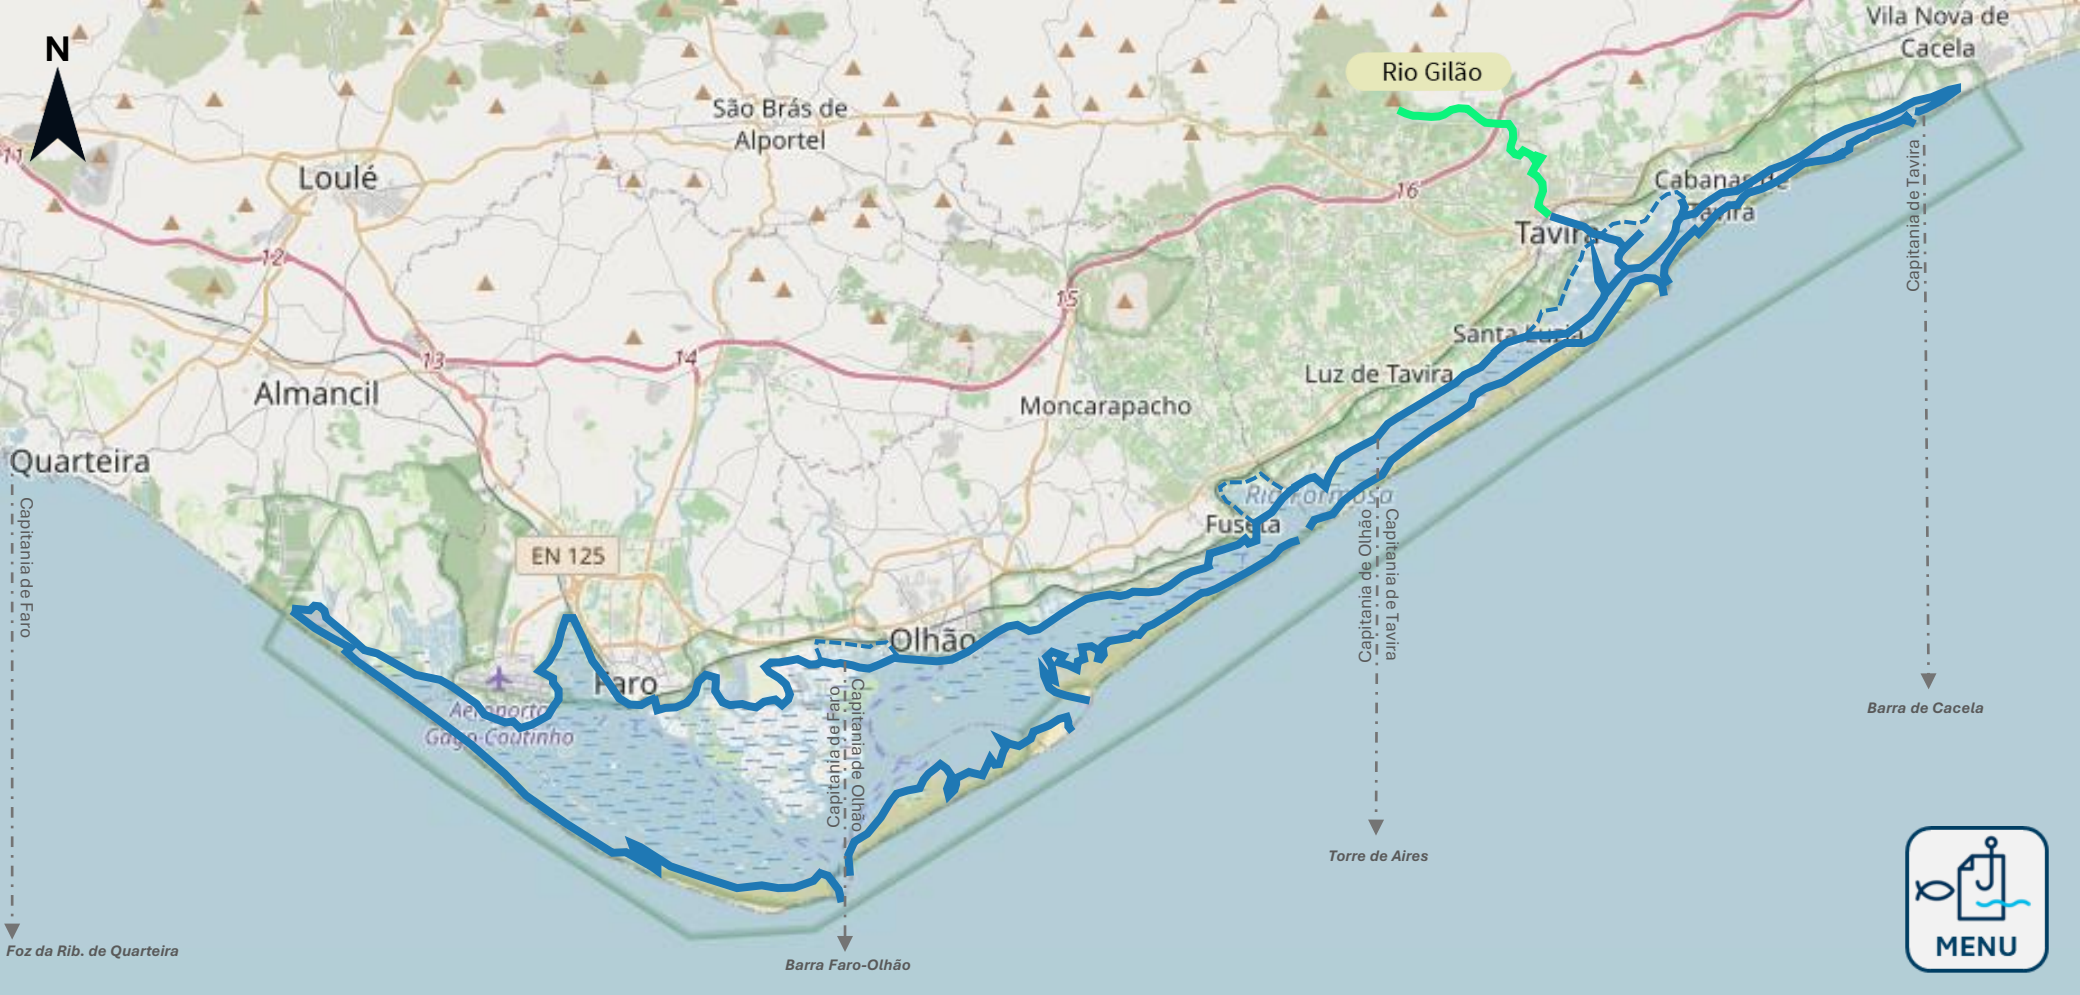 N
Vila Nova de
Cacela
Rio Gilão
São Brás de
Alportel
11
Loulé
16
Cabanas de
Tavira
Tavira
12
15
Capitania de Tavira
13
14
Santa Luzia
Luz de Tavira
Almancil
Moncarapacho
Quarteira
Ria Formosa
Fuseta
Capitania de Faro
EN 125
Capitania de Olhão
Capitania de Tavira
Olhão
Faro
Aeroporto
Gago Coutinho
Capitania de Faro
Capitania de Olhão
Barra de Cacela
Torre de Aires
Foz da Rib. de Quarteira
Barra Faro-Olhão
MENU